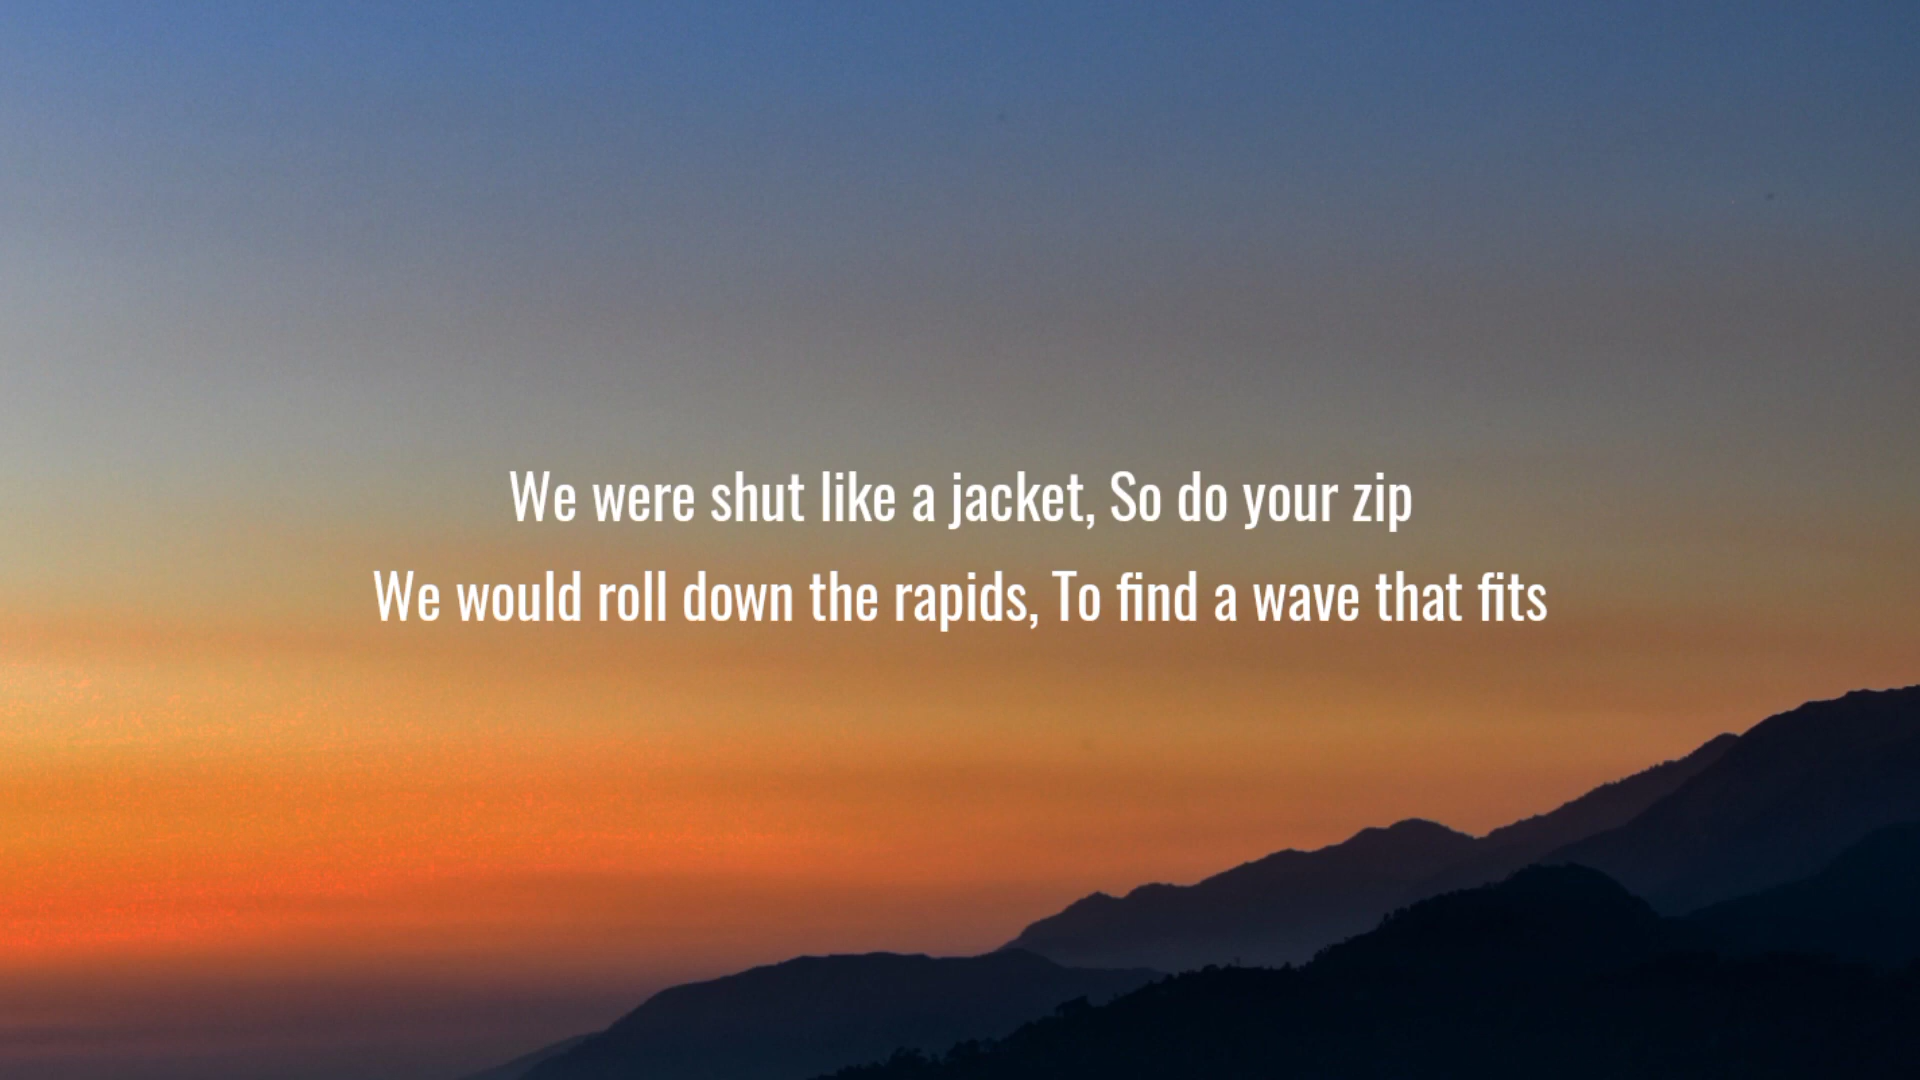 We were shut like a jacket, So do your zip
We would roll down the rapids, To find a wave that fits